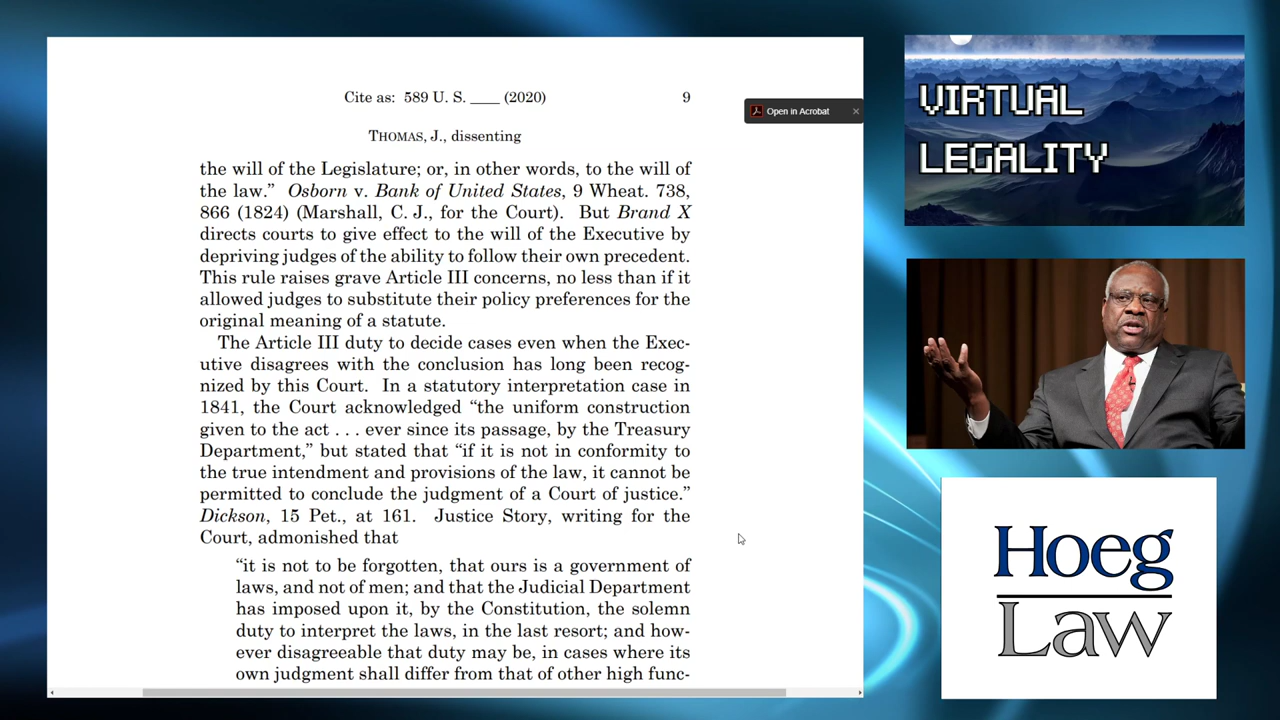 Cite as: 589 U. S. ____ (2020) 9
THOMAS, J., dissenting
the will of the Legislature; or, in other words, to the will of
the law.” Osborn v. Bank of United States, 9 Wheat. 738,
866 (1824) (Marshall, C. J., for the Court). But Brand X
directs courts to give effect to the will of the Executive by
depriving judges of the ability to follow their own precedent.
This rule raises grave Article III concerns, no less than if it
allowed judges to substitute their policy preferences for the
original meaning of a statute.
The Article III duty to decide cases even when the Exec-
utive disagrees with the conclusion has long been recog-
nized by this Court. In a statutory interpretation case in
1841, the Court acknowledged “the uniform construction
given to the act . . . ever since its passage, by the Treasury
Department,” but stated that “if it is not in conformity to
the true intendment and provisions of the law, it cannot be
permitted to conclude the judgment of a Court of justice.”
Dickson, 15 Pet., at 161. Justice Story, writing for the
Court, admonished that
“it is not to be forgotten, that ours is a government of
laws, and not of men; and that the Judicial Department
has imposed upon it, by the Constitution, the solemn
duty to interpret the laws, in the last resort; and how-
ever disagreeable that duty may be, in cases where its
own judgment shall differ from that of other high func-
Open in Acrobat
VIRTUAL
LEGALITY
Hoeg
Law